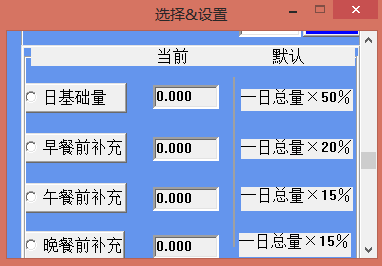 选择&设置
当前 默认
日基础量 0.000 一日总量×50%
早餐前补充 0.000 一日总量×20%
午餐前补充 0.000 一日总量×15%
晚餐前补充 0.000 一日总量×15%